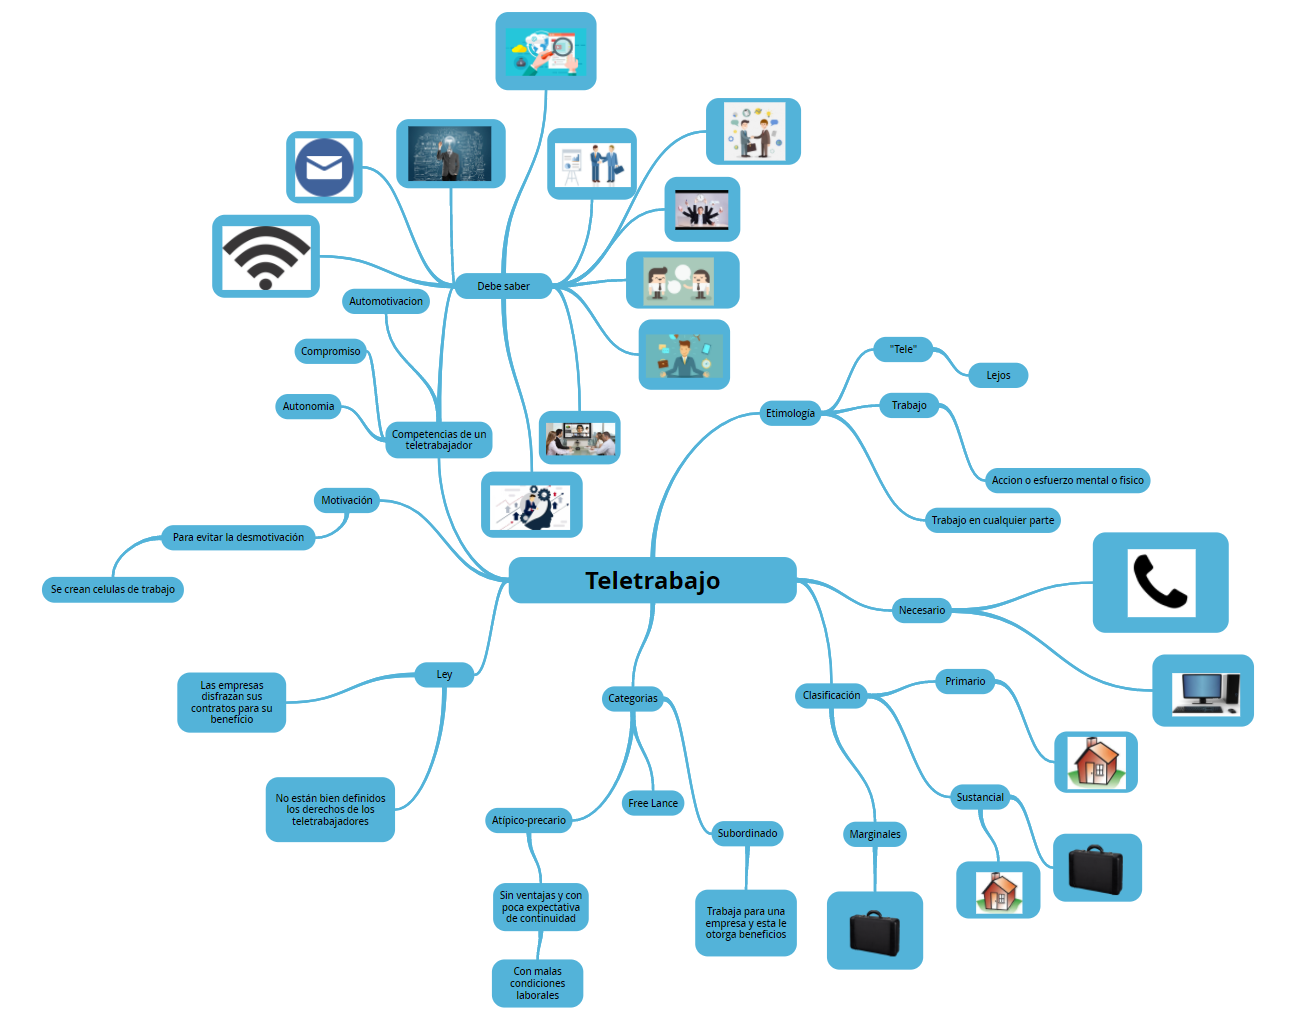 Teletrabajo
Debe saber
Automotivacion
Compromiso
Autonomia
Competencias de un
teletrabajador
Motivación
Para evitar la desmotivación
Se crean celulas de trabajo
Ley
Las empresas
disfrazan sus
contratos para su
beneficio
No están bien definidos
los derechos de los
teletrabajadores
Categorias
Atípico-precario
Sin ventajas y con
poca expectativa
de continuidad
Con malas
condiciones
laborales
Free Lance
Subordinado
Trabaja para una
empresa y esta le
otorga beneficios
Clasificación
Primario
Sustancial
Marginales
Necesario
Etimología
"Tele"
Lejos
Trabajo
Accion o esfuerzo mental o fisico
Trabajo en cualquier parte